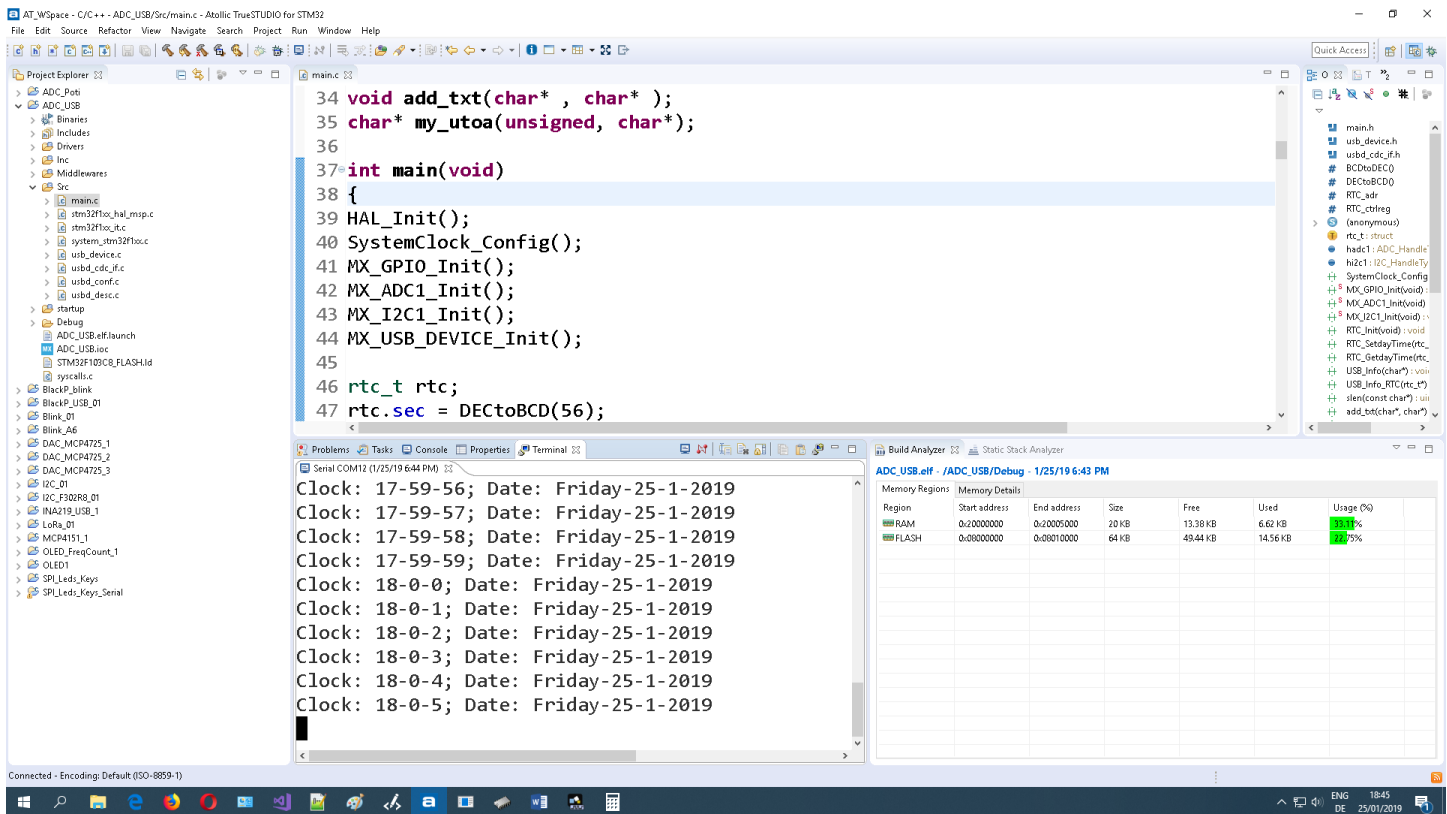 AT_WSpace - C/C++ - ADC_USB/Src/main.c - Atollic TrueSTUDIO for STM32
File Edit Source Refactor View Navigate Search Project Run Window Help
Quick Access
Project Explorer
ADC_Poti
ADC_USB
Binaries
Includes
Drivers
Inc
Middlewares
Src
main.c
stm32f1xx_hal_msp.c
stm32f1xx_it.c
system_stm32f1xx.c
usb_device.c
usbd_cdc_if.c
usbd_conf.c
usbd_desc.c
startup
Debug
ADC_USB.elf.launch
MX ADC_USB.ioc
STM32F103C8_FLASH.ld
syscalls.c
BlackP_blink
BlackP_USB_01
Blink_01
Blink_A6
DAC_MCP4725_1
DAC_MCP4725_2
DAC_MCP4725_3
I2C_01
I2C_F302R8_01
INA219_USB_1
LoRa_01
MCP4151_1
OLED_FreqCount_1
OLED1
SPI_Leds_Keys
SPI_Leds_Keys_Serial
main.c
34 void add_txt(char* , char* );
35 char* my_utoa(unsigned, char*);
36
37 int main(void)
38 {
39 HAL_Init();
40 SystemClock_Config();
41 MX_GPIO_Init();
42 MX_ADC1_Init();
43 MX_I2C1_Init();
44 MX_USB_DEVICE_Init();
45
46 rtc_t rtc;
47 rtc.sec = DECtoBCD(56);
O T »2
main.h
usb_device.h
usbd_cdc_if.h
# BCDtoDEC()
# DECtoBCD()
# RTC_adr
# RTC_ctrlreg
(anonymous)
rtc_t : struct
hadc1 : ADC_Handle
hi2c1 : I2C_HandleTy
SystemClock_Config
MX_GPIO_Init(void) :
MX_ADC1_Init(void)
MX_I2C1_Init(void) : v
RTC_Init(void) : void
RTC_SetdayTime(rtc_
RTC_GetdayTime(rtc_
USB_Info(char*) : voi
USB_Info_RTC(rtc_t*)
slen(const char*) : ui
add_txt(char*, char*)
Problems Tasks Console Properties Terminal
Serial COM12 (1/25/19 6:44 PM)
Clock: 17-59-56; Date: Friday-25-1-2019
Clock: 17-59-57; Date: Friday-25-1-2019
Clock: 17-59-58; Date: Friday-25-1-2019
Clock: 17-59-59; Date: Friday-25-1-2019
Clock: 18-0-0; Date: Friday-25-1-2019
Clock: 18-0-1; Date: Friday-25-1-2019
Clock: 18-0-2; Date: Friday-25-1-2019
Clock: 18-0-3; Date: Friday-25-1-2019
Clock: 18-0-4; Date: Friday-25-1-2019
Clock: 18-0-5; Date: Friday-25-1-2019
Build Analyzer Static Stack Analyzer
ADC_USB.elf - /ADC_USB/Debug - 1/25/19 6:43 PM
Memory Regions Memory Details
Region Start address End address Size Free Used Usage (%)
RAM 0x20000000 0x20005000 20 KB 13.38 KB 6.62 KB 33.11%
FLASH 0x08000000 0x08010000 64 KB 49.44 KB 14.56 KB 22.75%
Connected - Encoding: Default (ISO-8859-1)
ENG 18:45
DE 25/01/2019